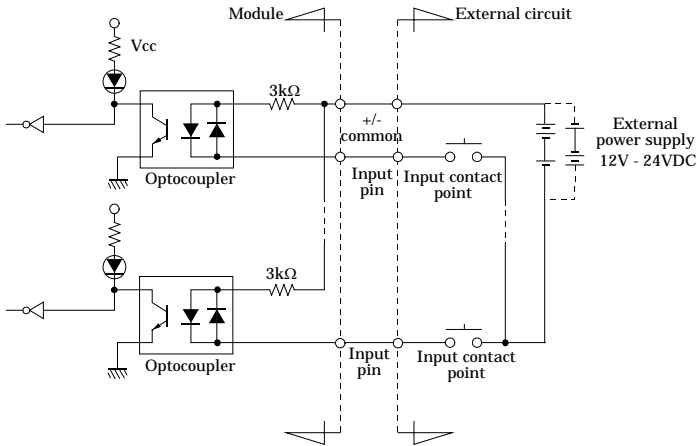 Module
External circuit
Vcc
3kΩ
+/-
common
External
power supply
12V - 24VDC
Optocoupler
Input
pin
Input contact
point
3kΩ
Optocoupler
Input
pin
Input contact
point